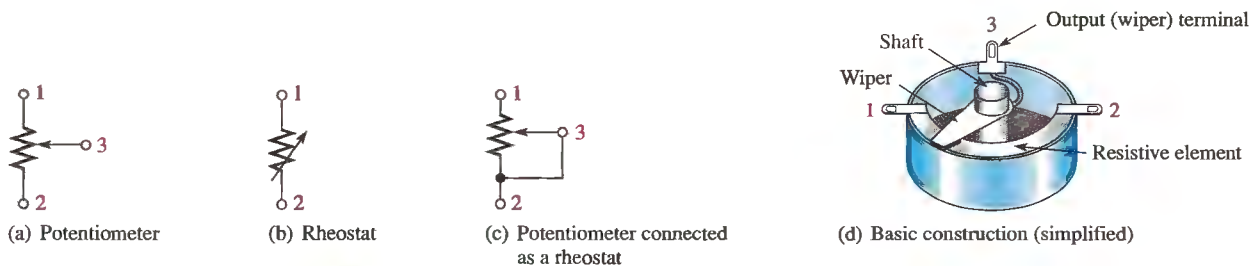 1
3
2
(a) Potentiometer
1
2
(b) Rheostat
1
3
2
(c) Potentiometer connected
as a rheostat
3
Output (wiper) terminal
Shaft
Wiper
1
2
Resistive element
(d) Basic construction (simplified)